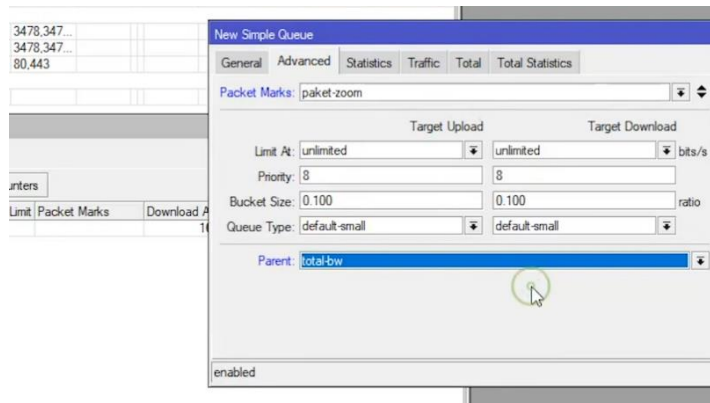 3478,347...
3478,347...
80,443
New Simple Queue
General Advanced Statistics Traffic Total Total Statistics
Packet Marks: paket-zoom
Target Upload Target Download
Limit At: unlimited unlimited bits/s
Priority: 8 8
Bucket Size: 0.100 0.100 ratio
Queue Type: default-small default-small
Parent: total-bw
enabled
unters
Limit Packet Marks Download A